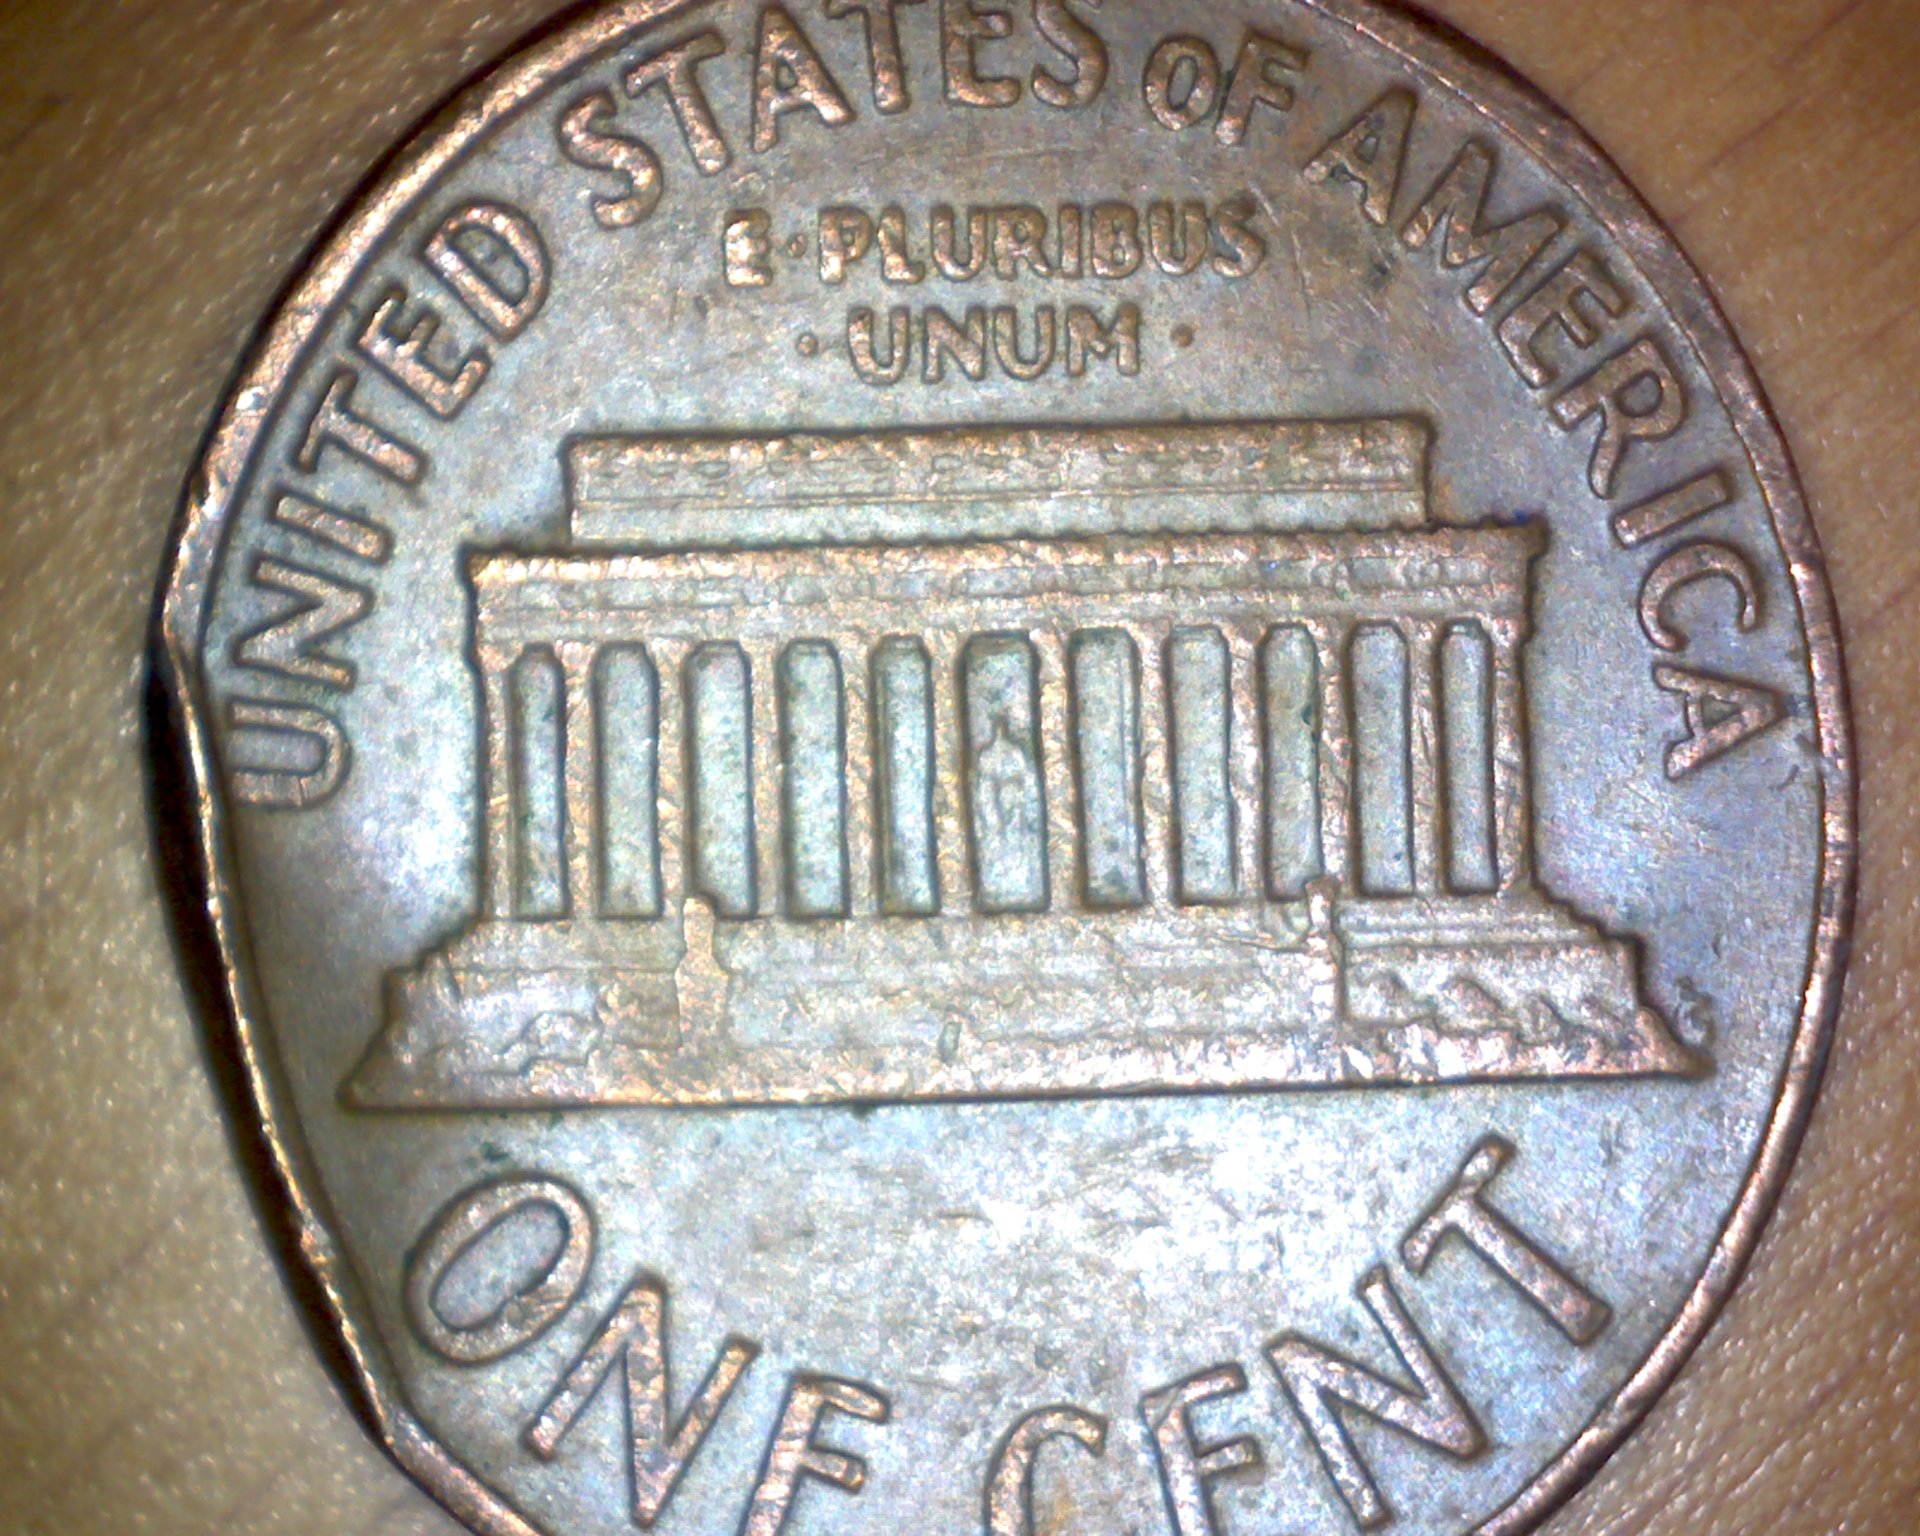 UNITED STATES OF AMERICA
E·PLURIBUS
·UNUM·
ONE CENT